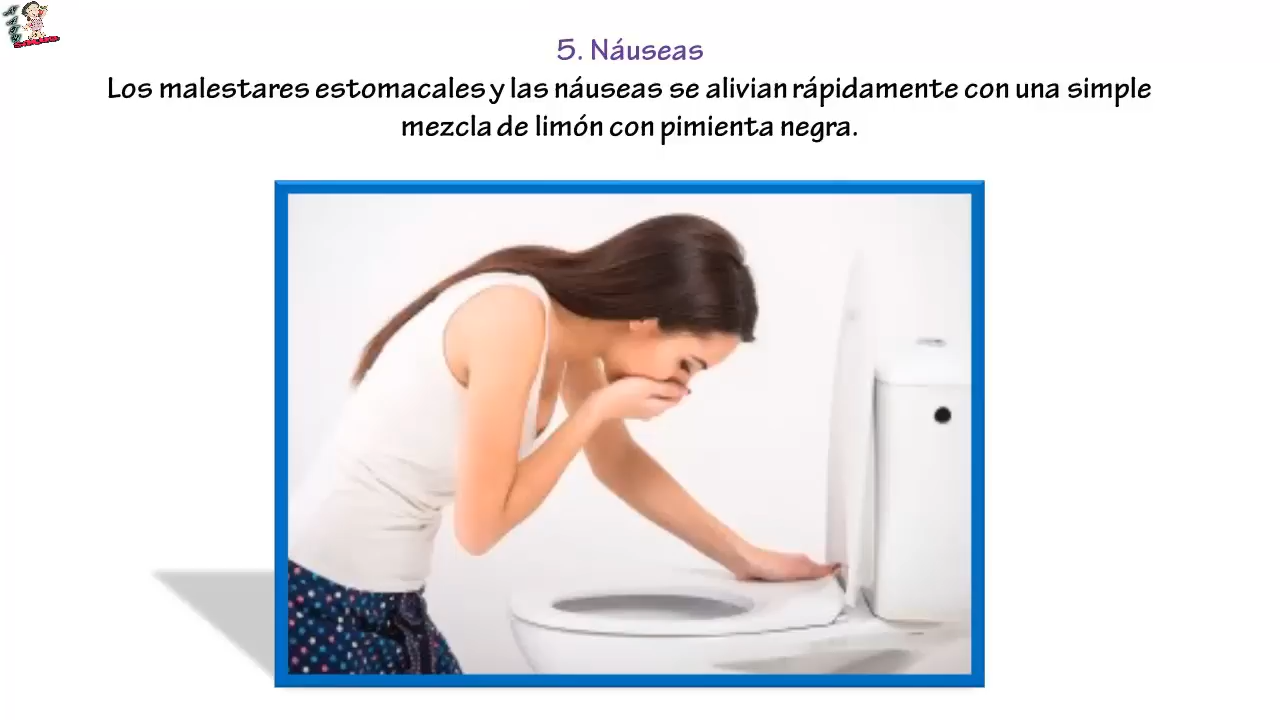 5. Náuseas
Los malestares estomacales y las náuseas se alivian rápidamente con una simple
mezcla de limón con pimienta negra.